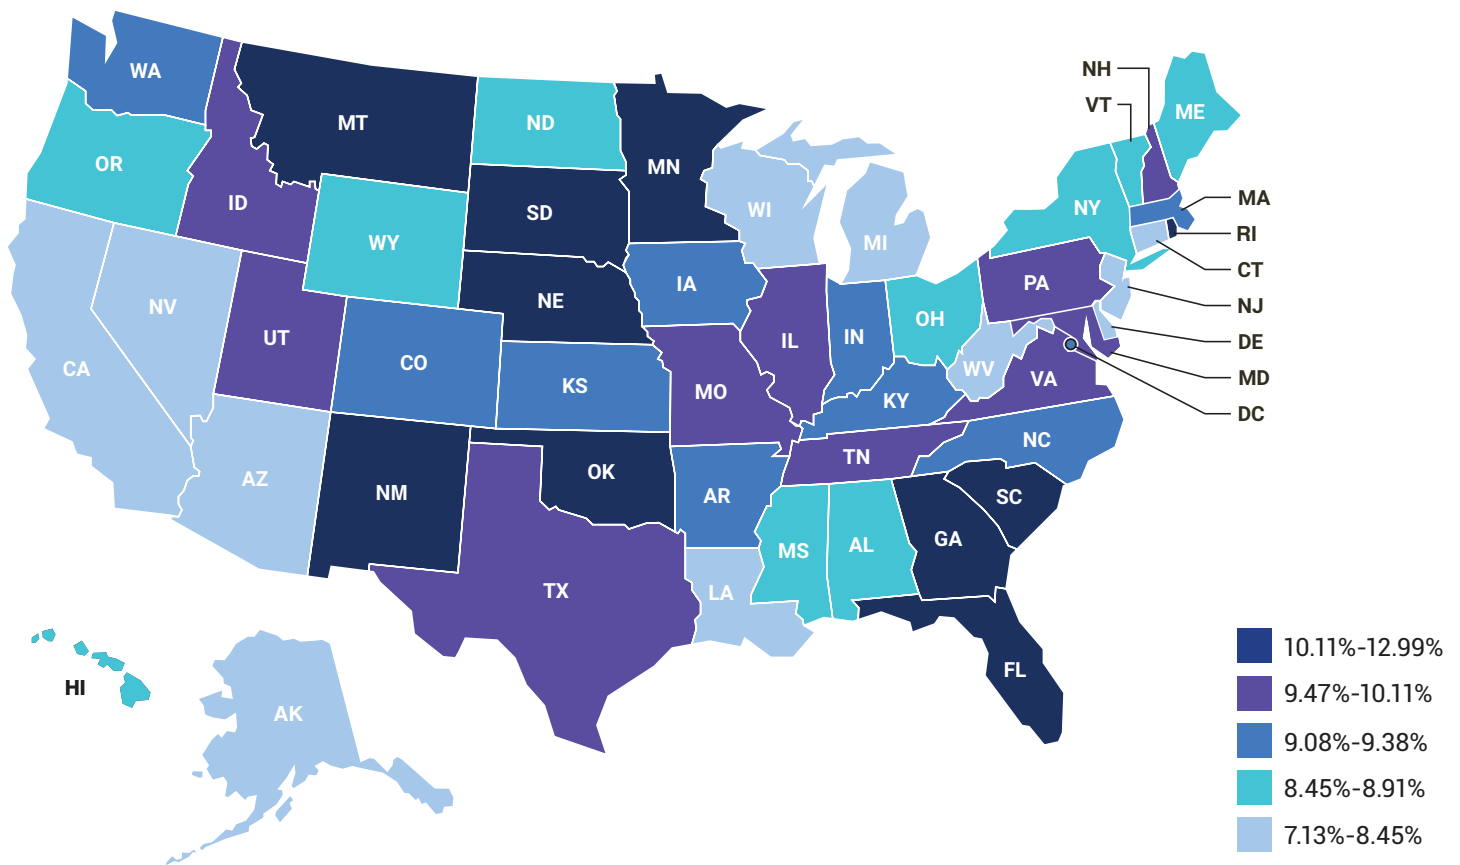 NH
WA
VT
ME
MT
ND
OR
MN
ID
SD
WI
NY
MA
WY
MI
RI
CT
IA
PA
NE
NV
NJ
OH
UT
IL
IN
DE
CO
CA
WV
VA
MD
KS
MO
KY
DC
NC
TN
AZ
OK
NM
AR
SC
MS
AL
GA
TX
LA
HI
FL
AK
10.11%-12.99%
9.47%-10.11%
9.08%-9.38%
8.45%-8.91%
7.13%-8.45%